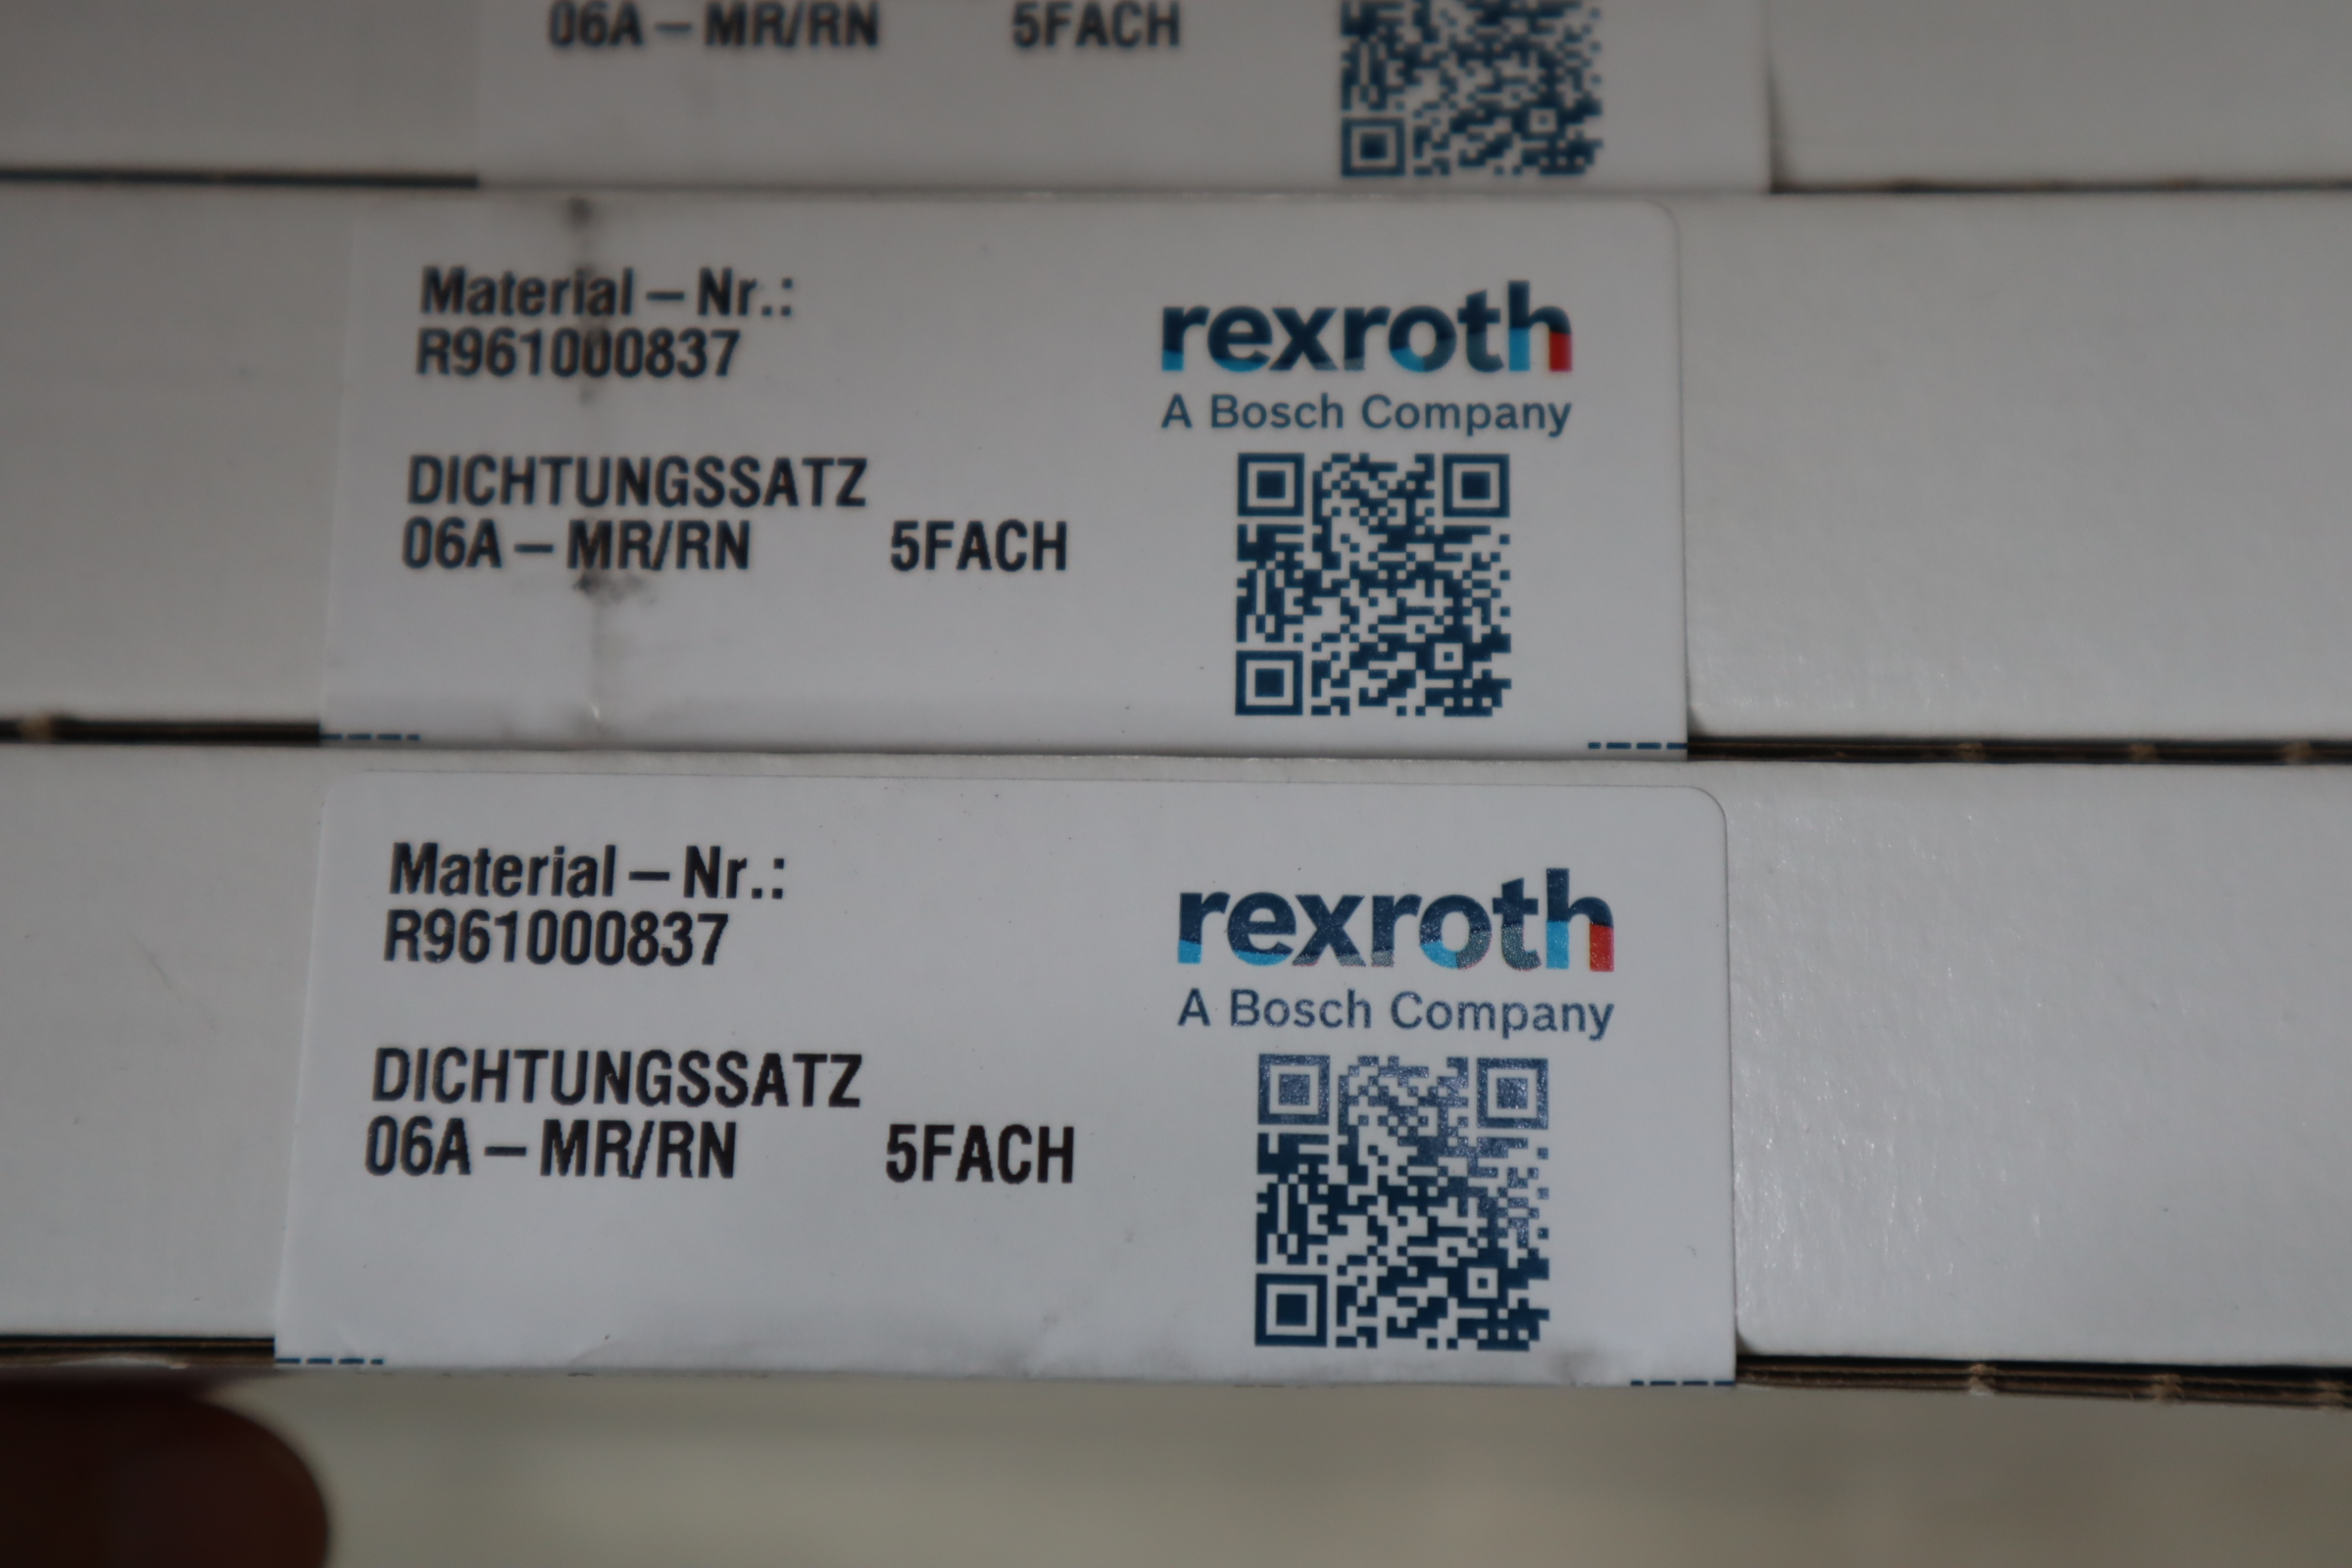 06A – MR/RN 5FACH
Material – Nr.:
R961000837
rexroth
A Bosch Company
DICHTUNGSSATZ
06A – MR/RN 5FACH
Material – Nr.:
R961000837
rexroth
A Bosch Company
DICHTUNGSSATZ
06A – MR/RN 5FACH